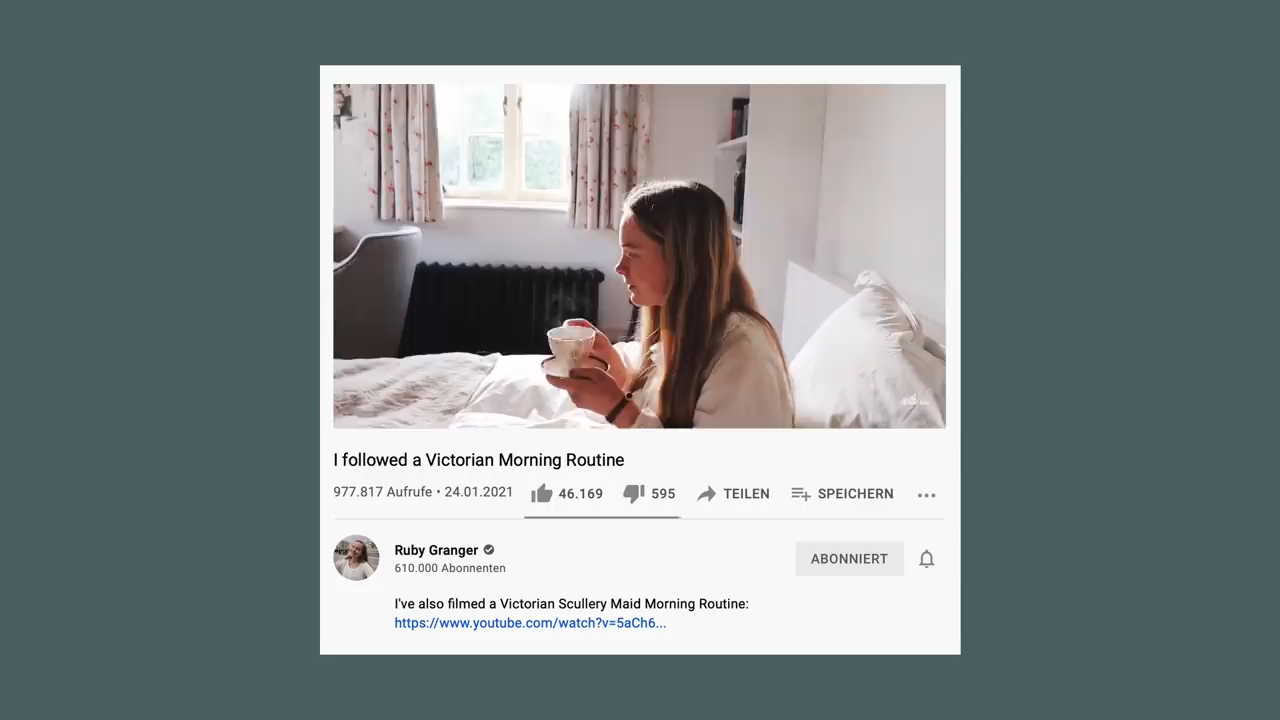 I followed a Victorian Morning Routine
977.817 Aufrufe • 24.01.2021 46.169 595 TEILEN SPEICHERN
Ruby Granger
610.000 Abonnenten
ABONNIERT
I've also filmed a Victorian Scullery Maid Morning Routine:
https://www.youtube.com/watch?v=5aCh6...